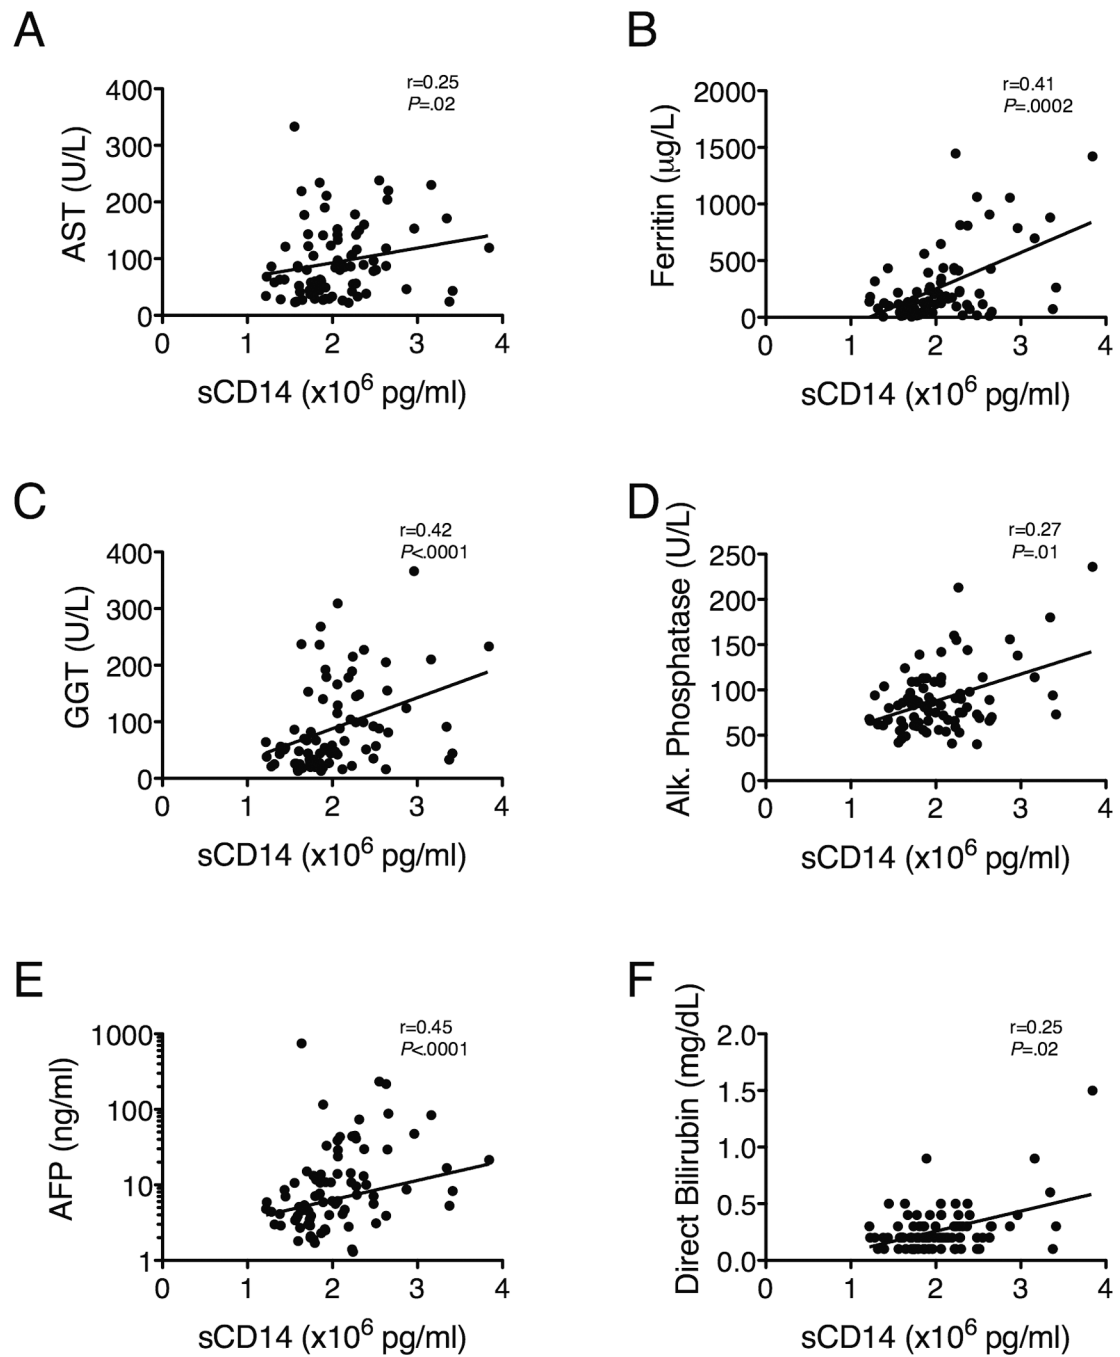 A
r=0.25
P=.02
400
300
200
100
0
AST (U/L)
0 1 2 3 4
sCD14 (x10⁶ pg/ml)
B
r=0.41
P=.0002
2000
1500
1000
500
0
Ferritin (µg/L)
0 1 2 3 4
sCD14 (x10⁶ pg/ml)
C
r=0.42
P<.0001
400
300
200
100
0
GGT (U/L)
0 1 2 3 4
sCD14 (x10⁶ pg/ml)
D
r=0.27
P=.01
250
200
150
100
50
0
Alk. Phosphatase (U/L)
0 1 2 3 4
sCD14 (x10⁶ pg/ml)
E
r=0.45
P<.0001
1000
100
10
1
AFP (ng/ml)
0 1 2 3 4
sCD14 (x10⁶ pg/ml)
F
r=0.25
P=.02
2.0
1.5
1.0
0.5
0.0
Direct Bilirubin (mg/dL)
0 1 2 3 4
sCD14 (x10⁶ pg/ml)